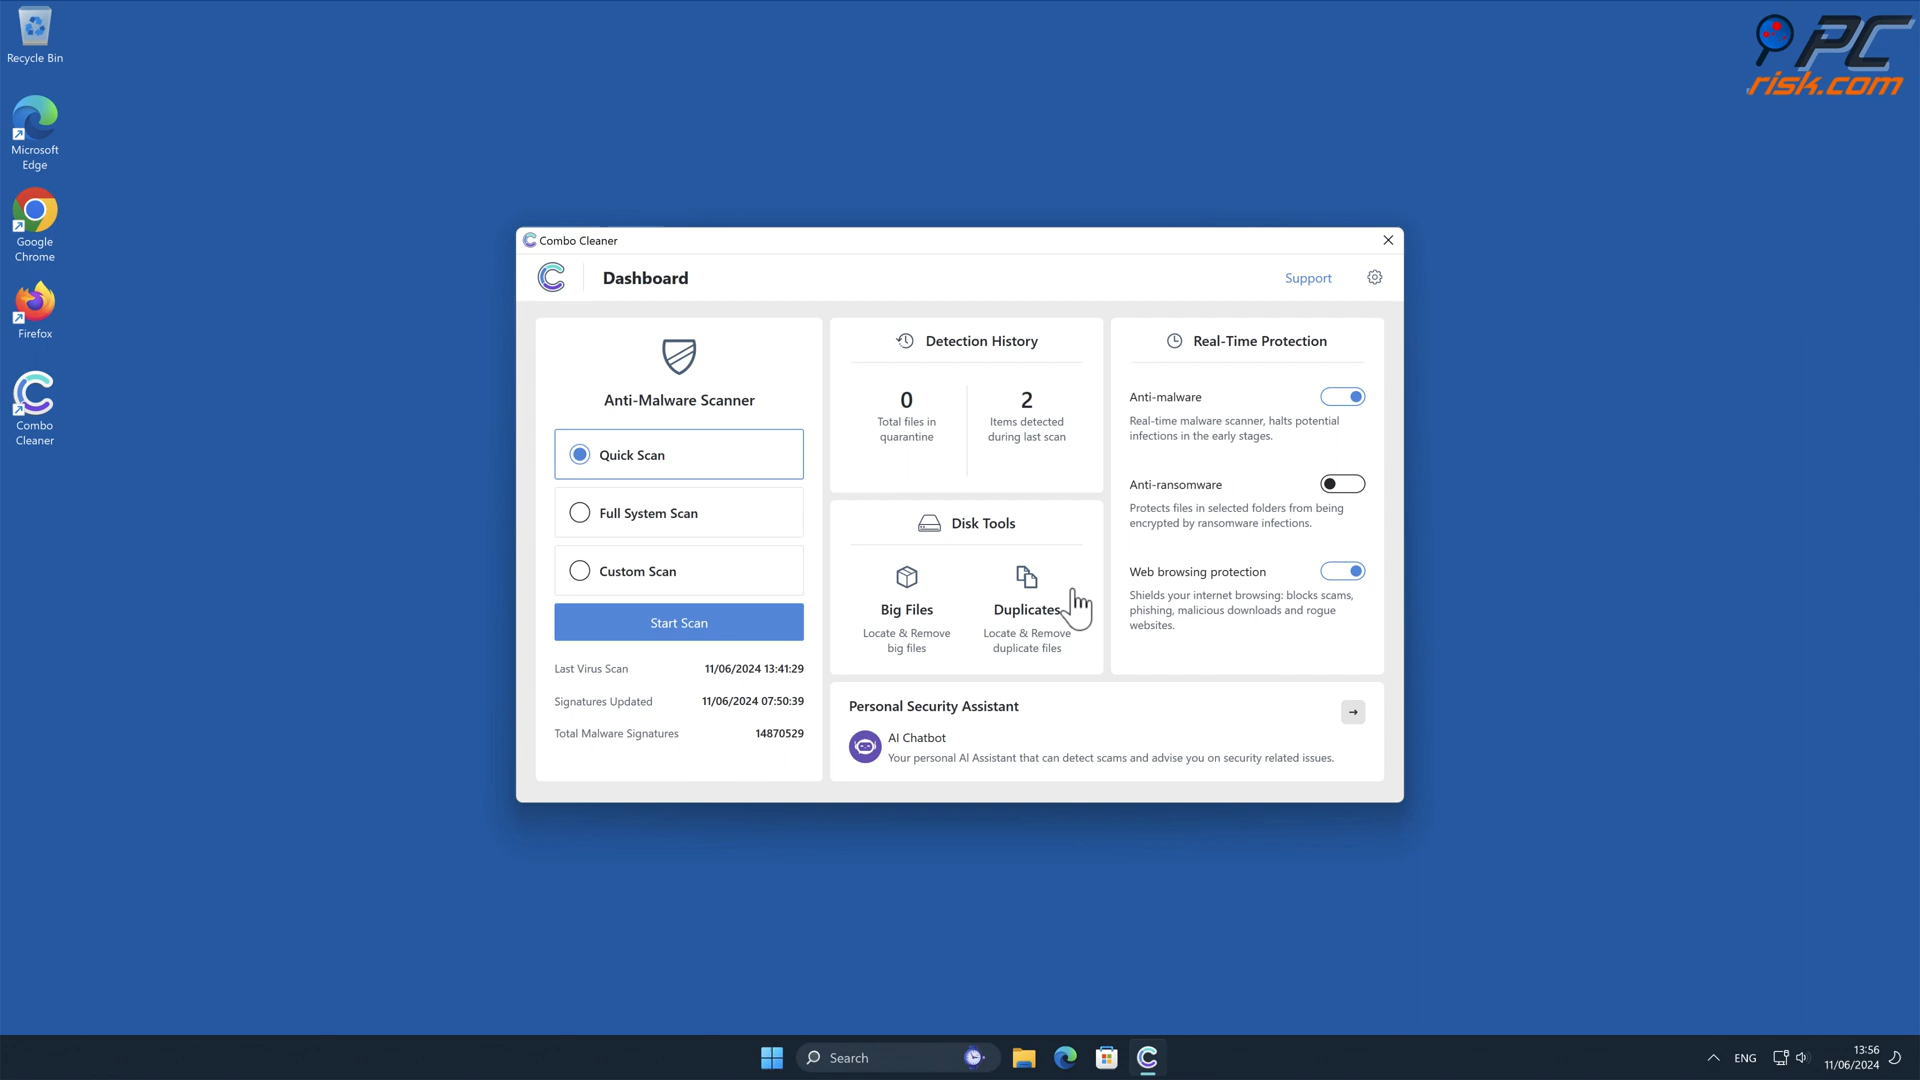 Recycle Bin
Microsoft
Edge
Google
Chrome
Firefox
Combo
Cleaner
PC
risk.com
Combo Cleaner
Dashboard
Support
Anti-Malware Scanner
Quick Scan
Full System Scan
Custom Scan
Start Scan
Last Virus Scan 11/06/2024 13:41:29
Signatures Updated 11/06/2024 07:50:39
Total Malware Signatures 14870529
Detection History
0
Total files in
quarantine
2
Items detected
during last scan
Disk Tools
Big Files
Locate & Remove
big files
Duplicates
Locate & Remove
duplicate files
Real-Time Protection
Anti-malware
Real-time malware scanner, halts potential
infections in the early stages.
Anti-ransomware
Protects files in selected folders from being
encrypted by ransomware infections.
Web browsing protection
Shields your internet browsing: blocks scams,
phishing, malicious downloads and rogue
websites.
Personal Security Assistant
AI Chatbot
Your personal AI Assistant that can detect scams and advise you on security related issues.
Search
ENG
13:56
11/06/2024